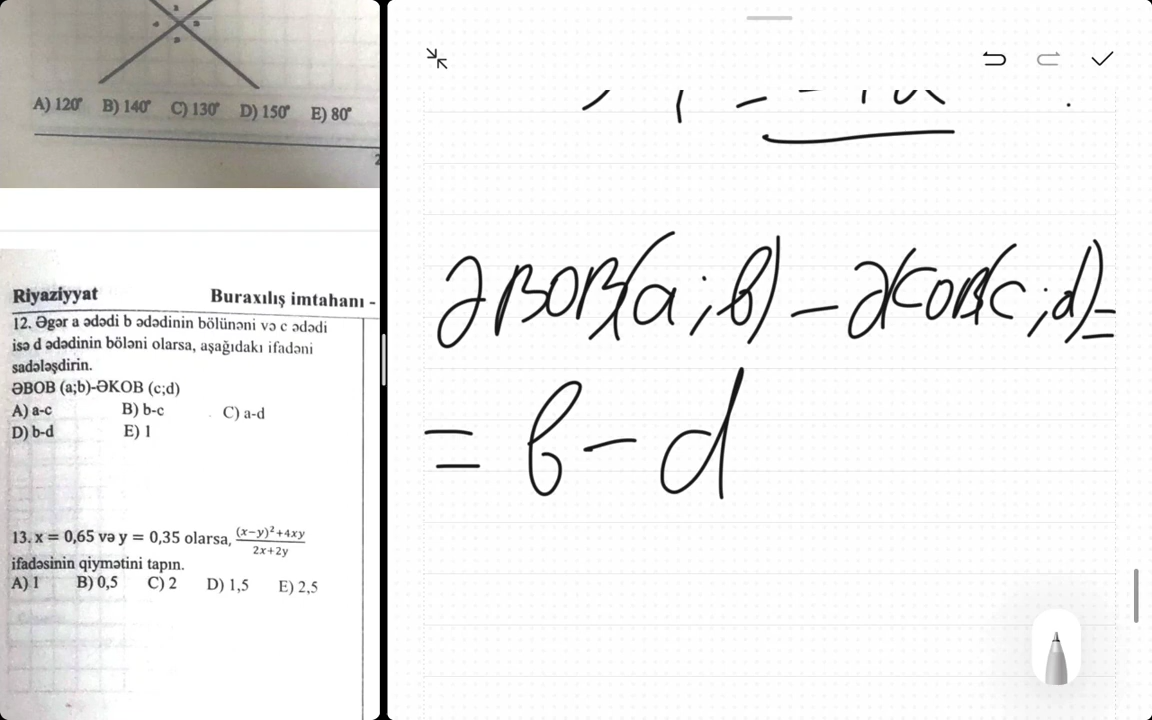 A) 120° B) 140° C) 130° D) 150° E) 80°
Riyaziyyat Buraxılış imtahanı -
12. Əgər a ədədi b ədədinin bölünəni və c ədədi
isə d ədədinin böləni olarsa, aşağıdakı ifadəni
sadələşdirin.
ƏBOB (a;b)-ƏKOB (c;d)
A) a-c B) b-c C) a-d
D) b-d E) 1
13. x = 0,65 və y = 0,35 olarsa, \frac{(x-y)^2+4xy}{2x+2y}
ifadəsinin qiymətini tapın.
A) 1 B) 0,5 C) 2 D) 1,5 E) 2,5
ƏBOB(a;b) - ƏKOB(c;d) =
= b - d